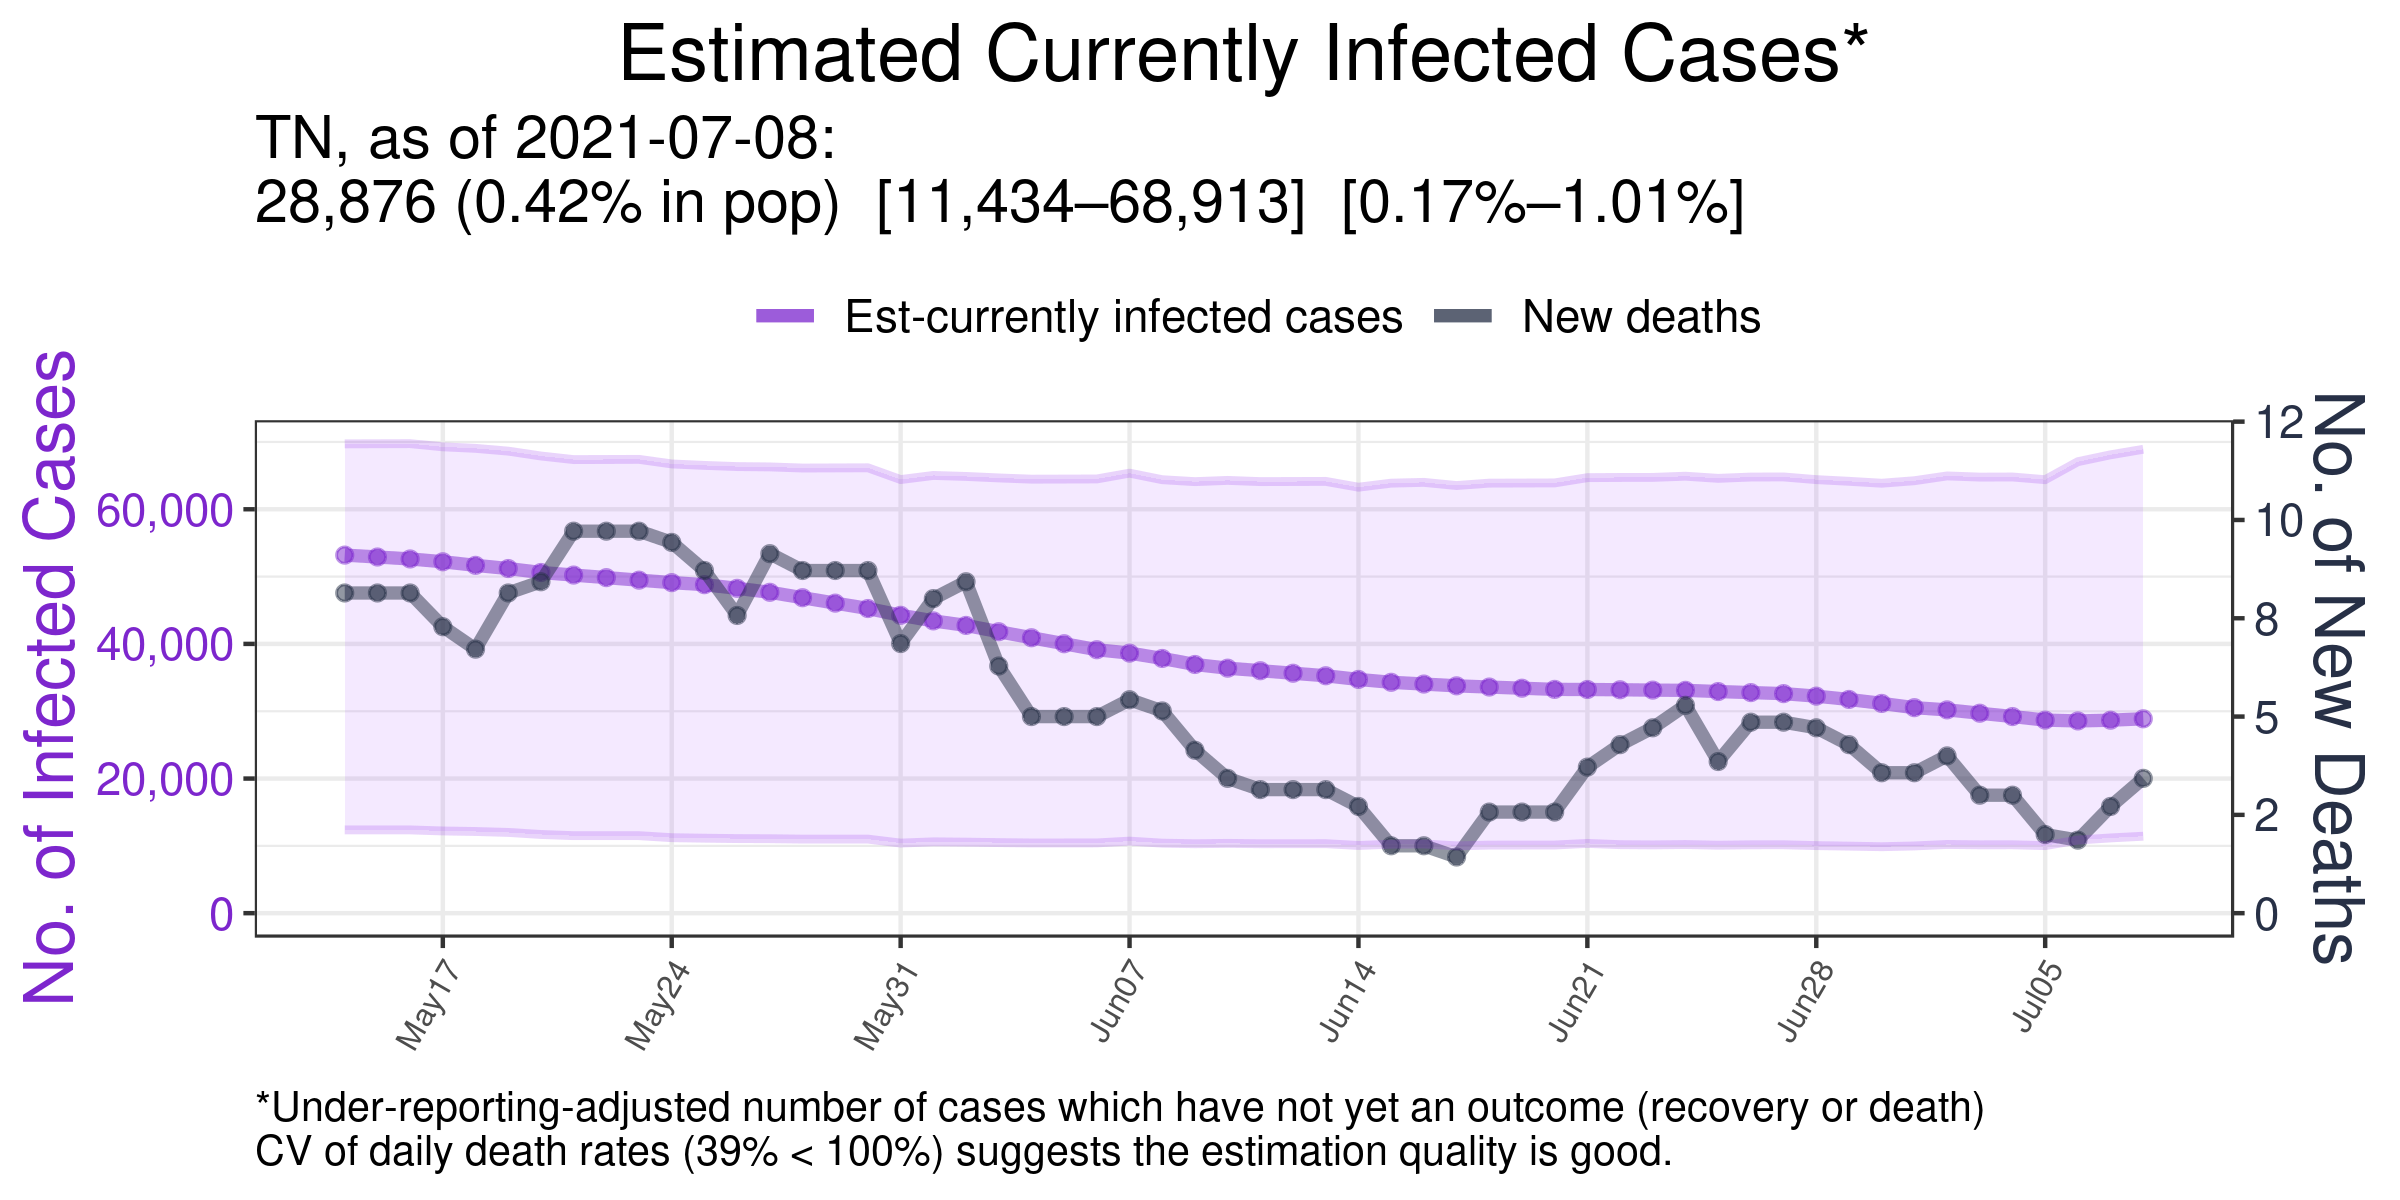 Estimated Currently Infected Cases*
TN, as of 2021-07-08:
28,876 (0.42% in pop)  [11,434–68,913]  [0.17%–1.01%]
Est-currently infected cases
New deaths
No. of Infected Cases
60,000
40,000
20,000
0
12
10
8
5
2
0
No. of New Deaths
May17
May24
May31
Jun07
Jun14
Jun21
Jun28
Jul05
*Under-reporting-adjusted number of cases which have not yet an outcome (recovery or death)
CV of daily death rates (39% < 100%) suggests the estimation quality is good.